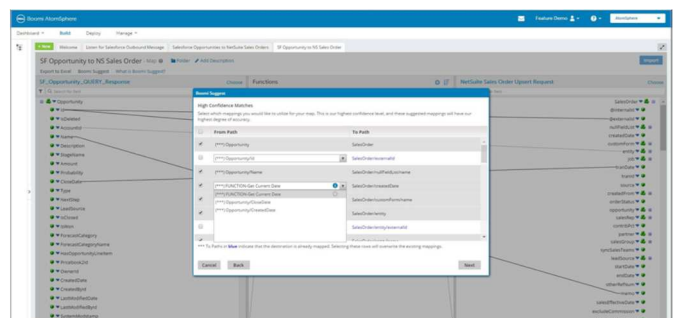 Boomi AtomSphere
Feature Demo
AtomSphere
Dashboard
Build
Deploy
Manage
+ New
Welcome
Listen for Salesforce Outbound Message
Salesforce Opportunities to NetSuite Sales Orders
SF Opportunity to NS Sales Order
SF Opportunity to NS Sales Order
Folder
Add Description
Import
Export to Excel
Boomi Suggest
What is Boomi Suggest?
SF_Opportunity_QUERY_Response
Choose
Functions
NetSuite Sales Order Upsert Request
Choose
Opportunity
Id
isDeleted
AccountId
Name
Description
StageName
Amount
Probability
CloseDate
Type
NextStep
LeadSource
IsClosed
IsWon
ForecastCategory
ForecastCategoryName
HasOpportunityLineItem
Pricebook2Id
OwnerId
CreatedDate
CreatedById
LastModifiedDate
LastModifiedById
SystemModstamp
Boomi Suggest
High Confidence Matches
Select which mappings you would like to utilize for your map. This is our highest confidence level, and these suggested mappings will have our
highest degree of accuracy.
From Path
To Path
(***)/Opportunity
SalesOrder
(***)/Opportunity/Id
SalesOrder/externalId
(***)/Opportunity/Name
SalesOrder/nullFieldList/name
(***)/FUNCTION:Get Current Date
SalesOrder/createdDate
(***)/FUNCTION:Get Current Date
(***)/Opportunity/CloseDate
SalesOrder/customForm/name
(***)/Opportunity/CreatedDate
SalesOrder/entity
SalesOrder/entity/externalId
*** To Paths in blue indicate that the destination is already mapped. Selecting these rows will overwrite the existing mappings.
Cancel
Back
Next
SalesOrder
@internalId
@externalId
nullFieldList
createdDate
customForm
entity
job
tranDate
tranId
source
createdFrom
orderStatus
opportunity
salesRep
contribPct
partner
salesGroup
syncSalesTeams
leadSource
startDate
endDate
otherRefNum
memo
salesEffectiveDate
excludeCommission